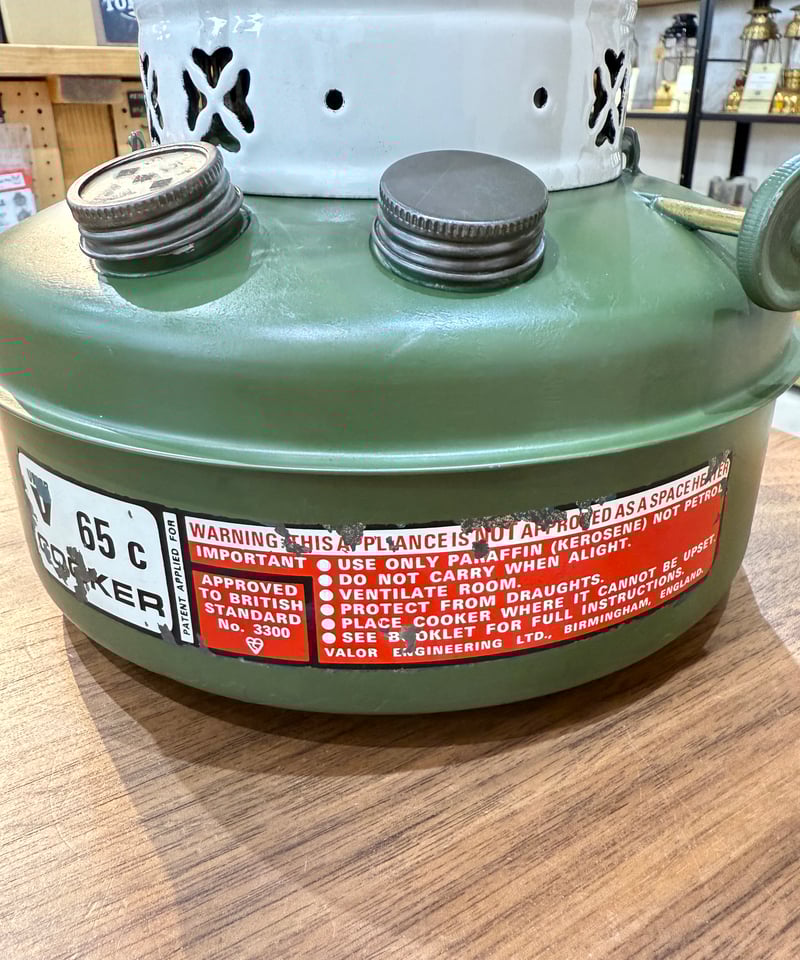 65 C
COOKER
PATENT APPLIED FOR
WARNING: THIS APPLIANCE IS NOT APPROVED AS A SPACE HEATER
IMPORTANT
APPROVED
TO BRITISH
STANDARD
No. 3300
● USE ONLY PARAFFIN (KEROSENE) NOT PETROL
● DO NOT CARRY WHEN ALIGHT.
● VENTILATE ROOM.
● PROTECT FROM DRAUGHTS.
● PLACE COOKER WHERE IT CANNOT BE UPSET.
● SEE BOOKLET FOR FULL INSTRUCTIONS.
VALOR ENGINEERING LTD., BIRMINGHAM, ENGLAND.